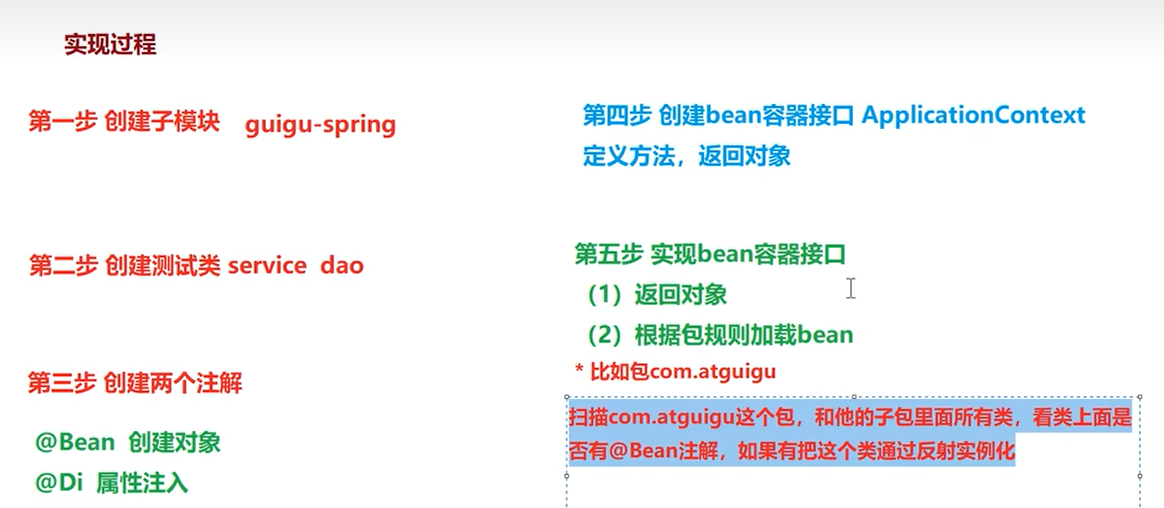 实现过程
第一步 创建子模块 guigu-spring
第二步 创建测试类 service dao
第三步 创建两个注解
@Bean 创建对象
@Di 属性注入
第四步 创建bean容器接口 ApplicationContext
定义方法，返回对象
第五步 实现bean容器接口
（1）返回对象
（2）根据包规则加载bean
* 比如包com.atguigu
扫描com.atguigu这个包，和他的子包里面所有类，看类上面是
否有@Bean注解，如果有把这个类通过反射实例化